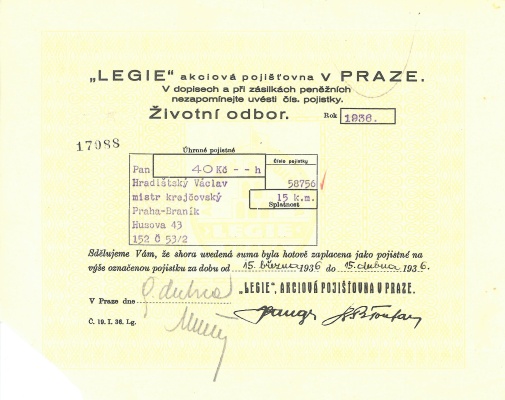 „LEGIE“ akciová pojišťovna V PRAZE.
V dopisech a při zásilkách peněžních
nezapomínejte uvésti čís. pojistky.
Životní odbor.
Rok 1936.
17988
Úhrnné pojistné
Číslo pojistky
Pan 40 Kč -- h
Hradištský Václav 58756
mistr krejčovský 15 k.m.
Praha-Braník Splatnost
Husova 43
152 Č 53/2
LEGIE
Sdělujeme Vám, že shora uvedená suma byla hotově zaplacena jako pojistné na
výše označenou pojistku za dobu od 15. března 1936 do 15. dubna 1936.
„LEGIE“, AKCIOVÁ POJIŠŤOVNA V PRAZE.
V Praze dne 9 dubna
Č. 19. I. 36. Lg.